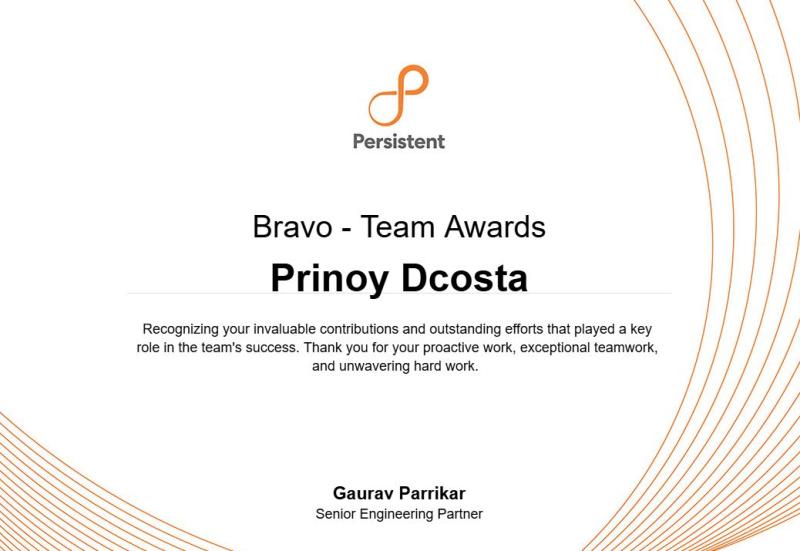 Persistent
Bravo - Team Awards
Prinoy Dcosta
Recognizing your invaluable contributions and outstanding efforts that played a key
role in the team's success. Thank you for your proactive work, exceptional teamwork,
and unwavering hard work.
Gaurav Parrikar
Senior Engineering Partner